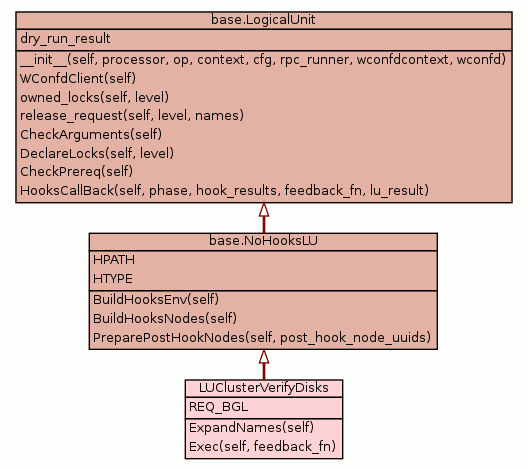 base.LogicalUnit
dry_run_result
__init__(self, processor, op, context, cfg, rpc_runner, wconfdcontext, wconfd)
WConfdClient(self)
owned_locks(self, level)
release_request(self, level, names)
CheckArguments(self)
DeclareLocks(self, level)
CheckPrereq(self)
HooksCallBack(self, phase, hook_results, feedback_fn, lu_result)
base.NoHooksLU
HPATH
HTYPE
BuildHooksEnv(self)
BuildHooksNodes(self)
PreparePostHookNodes(self, post_hook_node_uuids)
LUClusterVerifyDisks
REQ_BGL
ExpandNames(self)
Exec(self, feedback_fn)